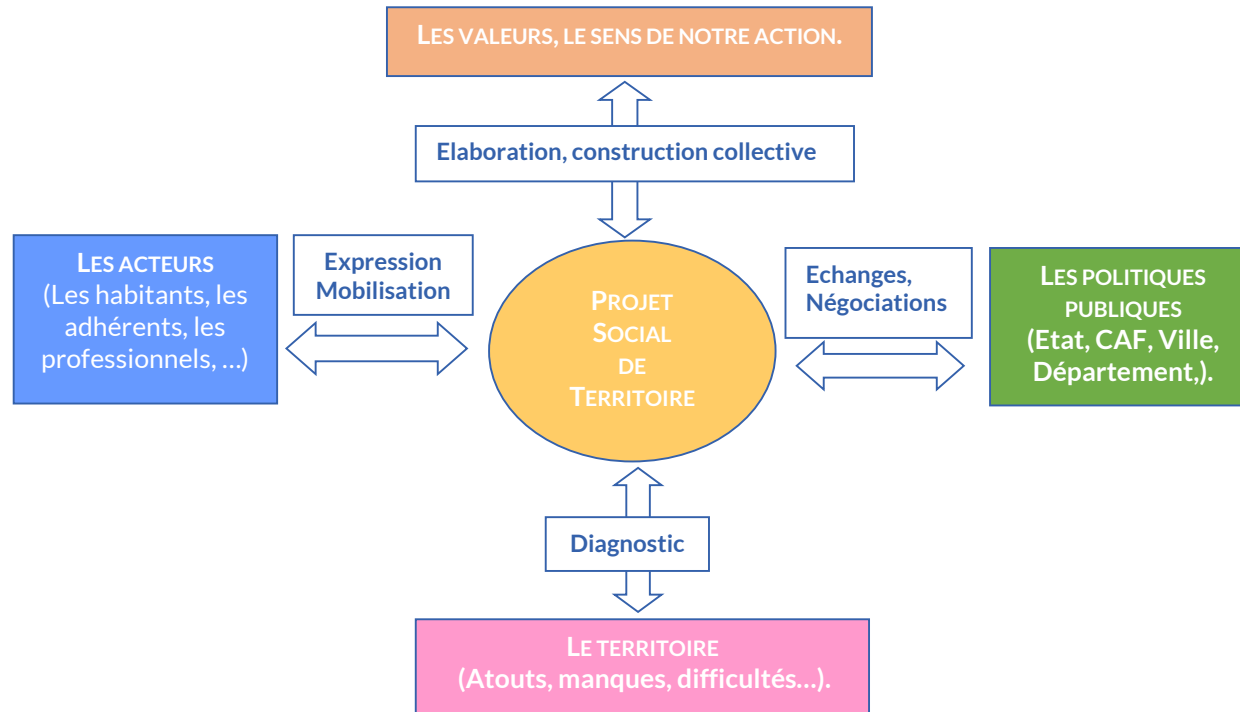 LES VALEURS, LE SENS DE NOTRE ACTION.
Elaboration, construction collective
LES ACTEURS
(Les habitants, les
adhérents, les
professionnels, …)
Expression
Mobilisation
PROJET
SOCIAL
DE
TERRITOIRE
Echanges,
Négociations
LES POLITIQUES
PUBLIQUES
(Etat, CAF, Ville,
Département,).
Diagnostic
LE TERRITOIRE
(Atouts, manques, difficultés…).